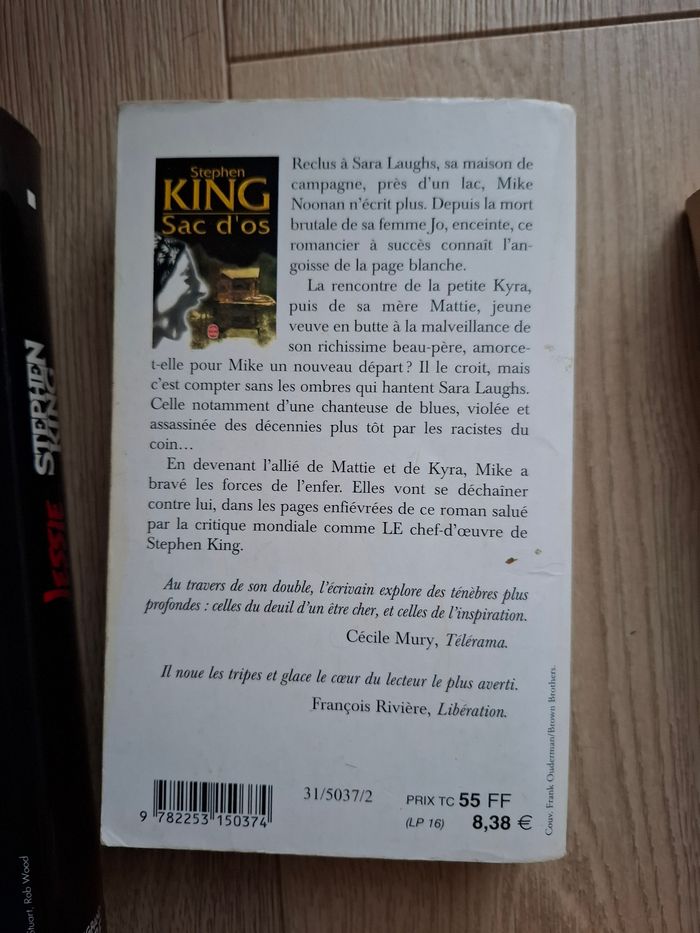 Stephen
KING
Sac d'os
Reclus à Sara Laughs, sa maison de
campagne, près d'un lac, Mike
Noonan n'écrit plus. Depuis la mort
brutale de sa femme Jo, enceinte, ce
romancier à succès connaît l'an-
goisse de la page blanche.
La rencontre de la petite Kyra,
puis de sa mère Mattie, jeune
veuve en butte à la malveillance de
son richissime beau-père, amorce-
t-elle pour Mike un nouveau départ ? Il le croit, mais
c'est compter sans les ombres qui hantent Sara Laughs.
Celle notamment d'une chanteuse de blues, violée et
assassinée des décennies plus tôt par les racistes du
coin...
En devenant l'allié de Mattie et de Kyra, Mike a
bravé les forces de l'enfer. Elles vont se déchaîner
contre lui, dans les pages enfiévrées de ce roman salué
par la critique mondiale comme LE chef-d'œuvre de
Stephen King.
Au travers de son double, l'écrivain explore des ténèbres plus
profondes : celles du deuil d'un être cher, et celles de l'inspiration.
Cécile Mury, Télérama.
Il noue les tripes et glace le cœur du lecteur le plus averti.
François Rivière, Libération.
Couv. Frank Ouderman/Brown Brothers.
9 782253 150374
31/5037/2
PRIX TC 55 FF
(LP 16) 8,38 €
STEPHEN
KING
JESSIE
Stuart, Rob Wood